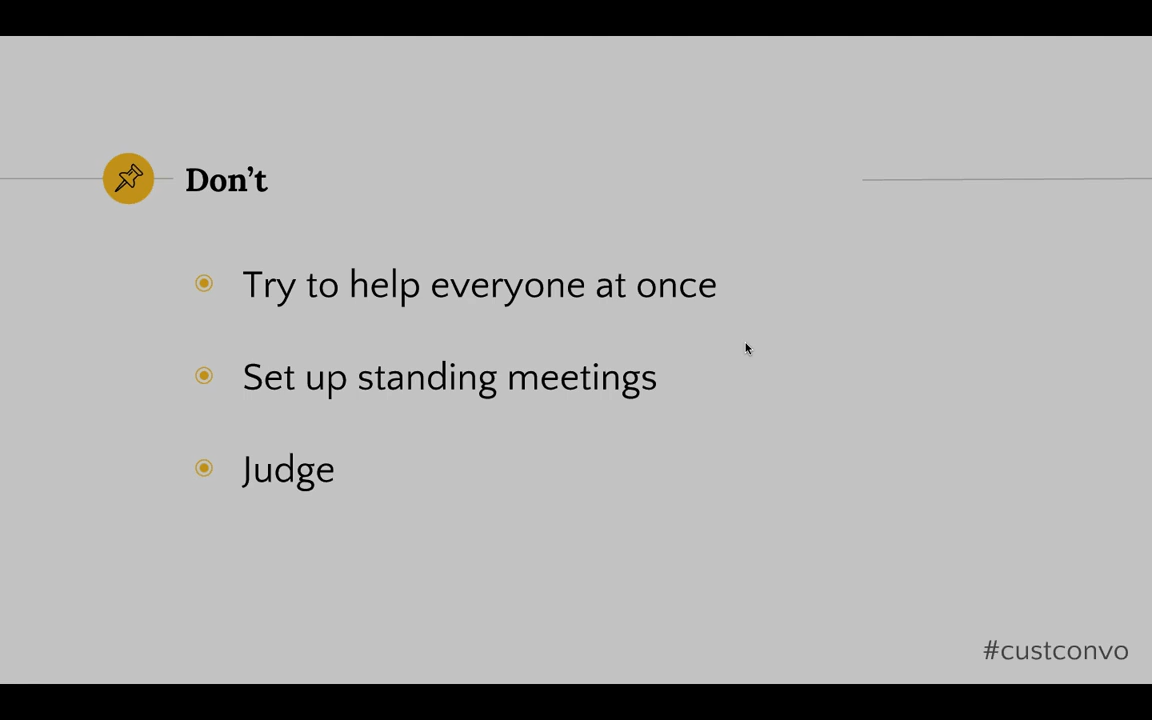 Don’t
Try to help everyone at once
Set up standing meetings
Judge
#custconvo